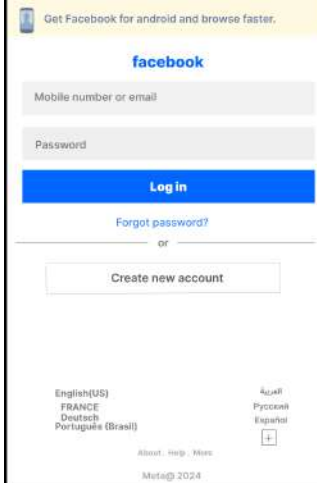 Get Facebook for android and browse faster.
facebook
Mobile number or email
Password
Log in
Forgot password?
or
Create new account
English(US)
العربية
FRANCE
Русский
Deutsch
Español
Português (Brasil)
+
About . Help . More
Meta@ 2024